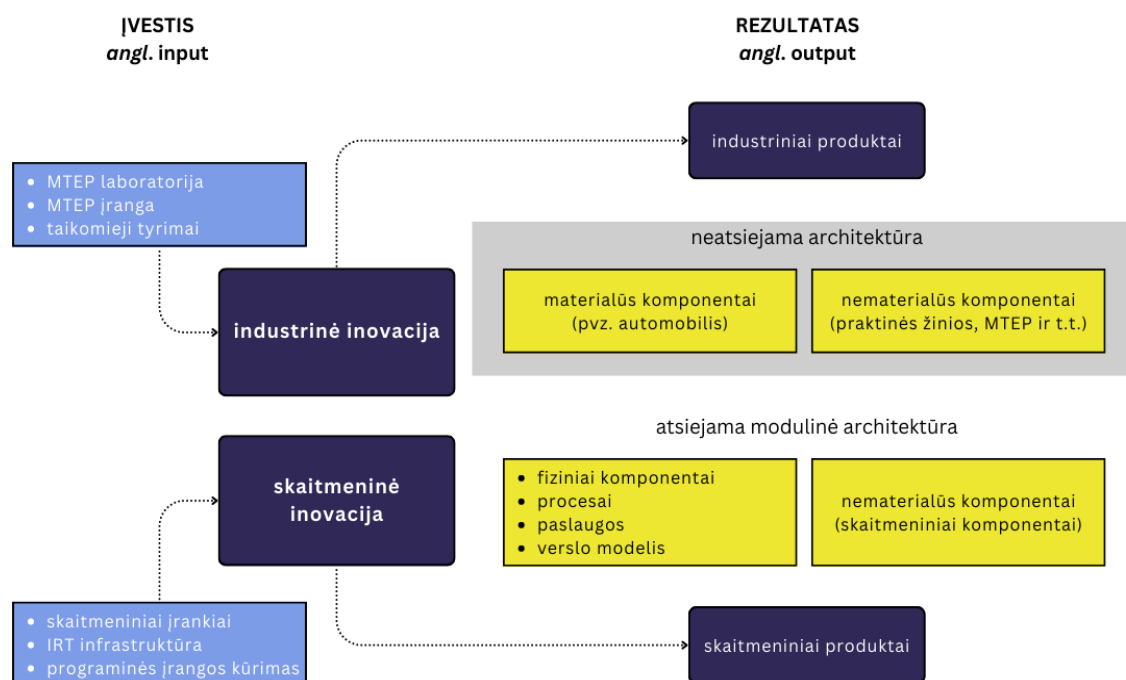 ĮVESTIS
angl. input
REZULTATAS
angl. output
industriniai produktai
MTEP laboratorija
MTEP įranga
taikomieji tyrimai
neatsiejama architektūra
industrinė inovacija
materialūs komponentai
(pvz. automobilis)
nematerialūs komponentai
(praktinės žinios, MTEP ir t.t.)
atsiejama modulinė architektūra
skaitmeninė
inovacija
fiziniai komponentai
procesai
paslaugos
verslo modelis
nematerialūs komponentai
(skaitmeniniai komponentai)
skaitmeniniai įrankiai
IRT infrastruktūra
programinės įrangos kūrimas
skaitmeniniai produktai